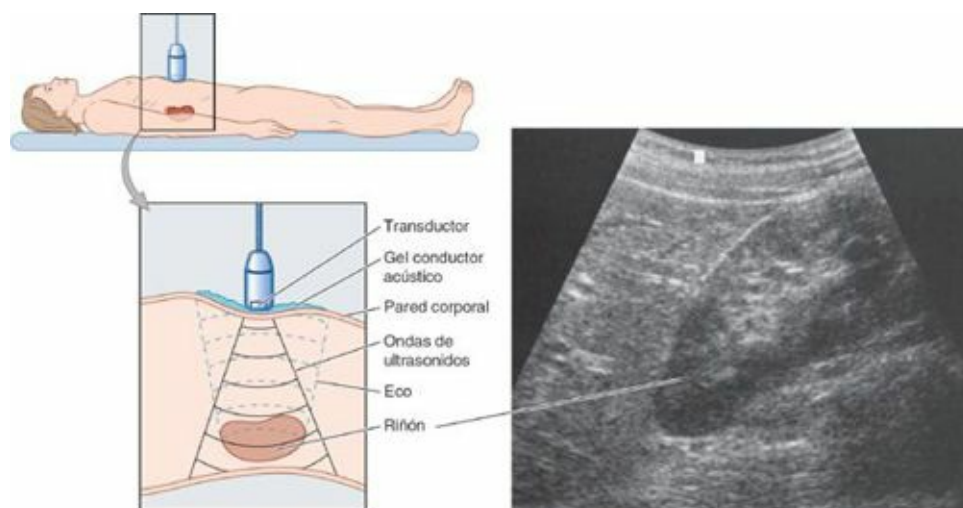 Transductor
Gel conductor
acústico
Pared corporal
Ondas de
ultrasonidos
Eco
Riñón